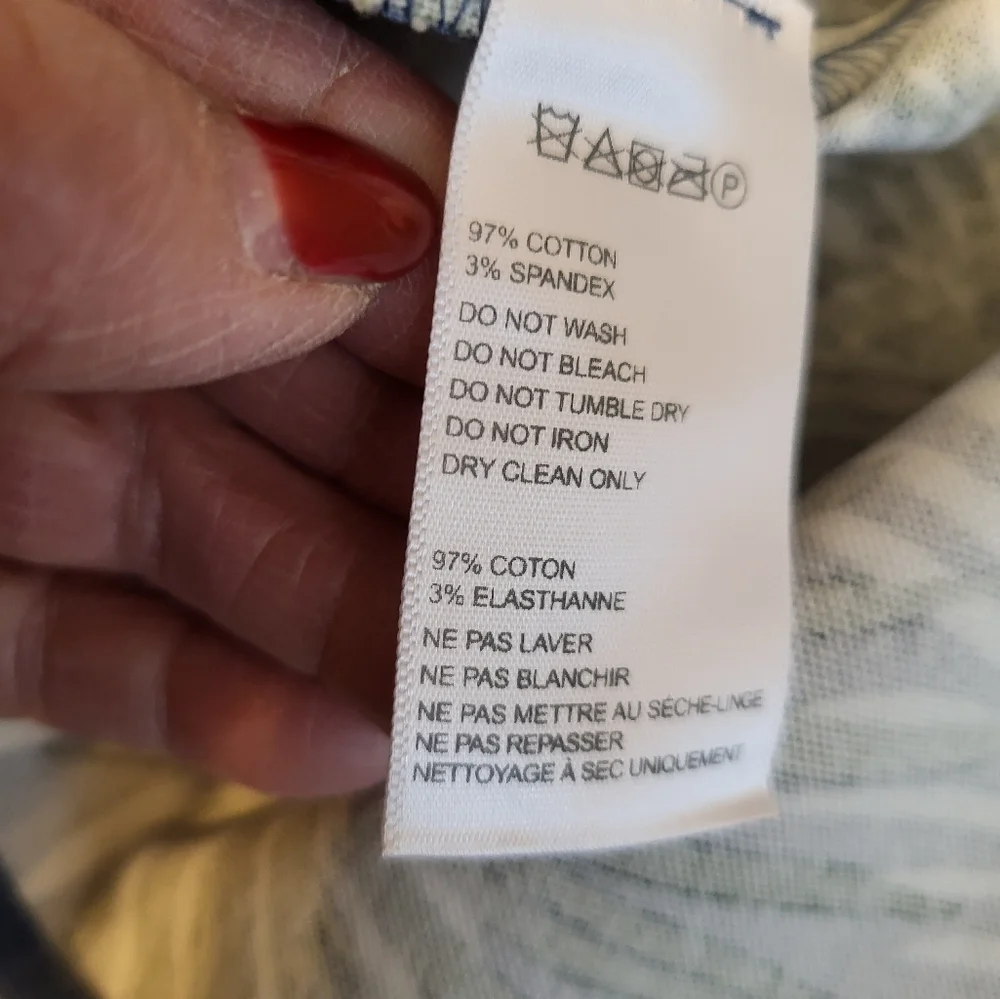 P
97% COTTON
3% SPANDEX
DO NOT WASH
DO NOT BLEACH
DO NOT TUMBLE DRY
DO NOT IRON
DRY CLEAN ONLY
97% COTON
3% ELASTHANNE
NE PAS LAVER
NE PAS BLANCHIR
NE PAS METTRE AU SÉCHE-LINGE
NE PAS REPASSER
NETTOYAGE À SEC UNIQUEMENT